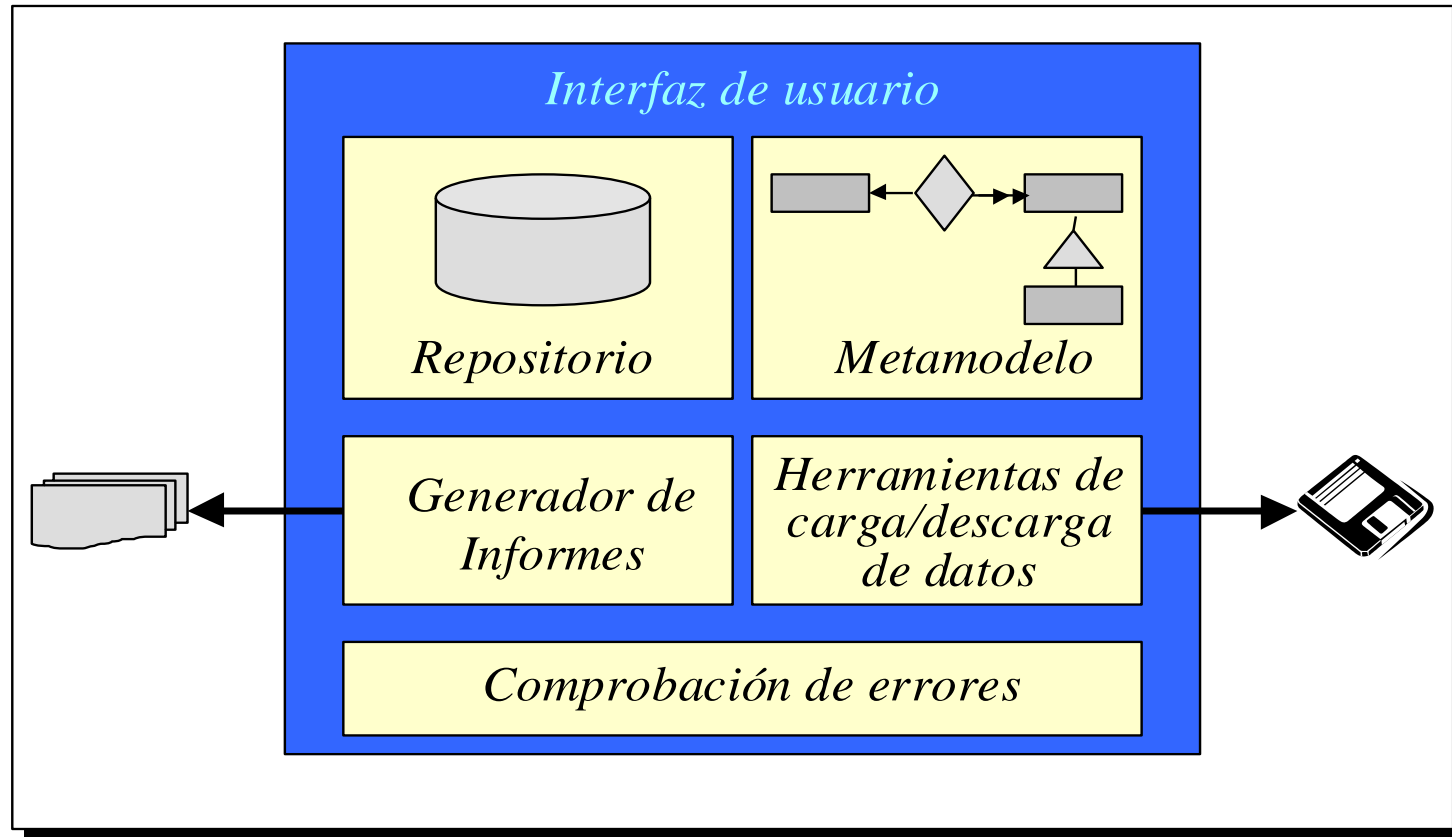 Interfaz de usuario
Repositorio
Metamodelo
Generador de
Informes
Herramientas de
carga/descarga
de datos
Comprobación de errores